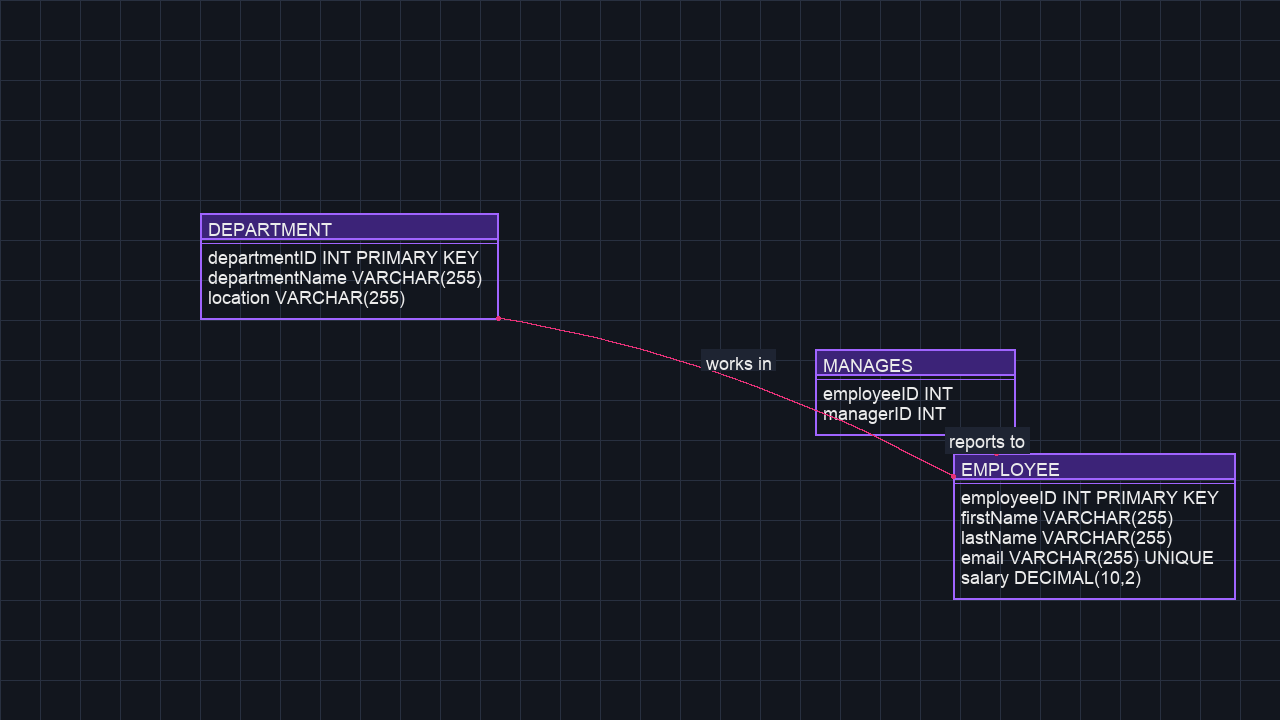 DEPARTMENT
departmentID INT PRIMARY KEY
departmentName VARCHAR(255)
location VARCHAR(255)
works in
MANAGES
employeeID INT
managerID INT
reports to
EMPLOYEE
employeeID INT PRIMARY KEY
firstName VARCHAR(255)
lastName VARCHAR(255)
email VARCHAR(255) UNIQUE
salary DECIMAL(10,2)